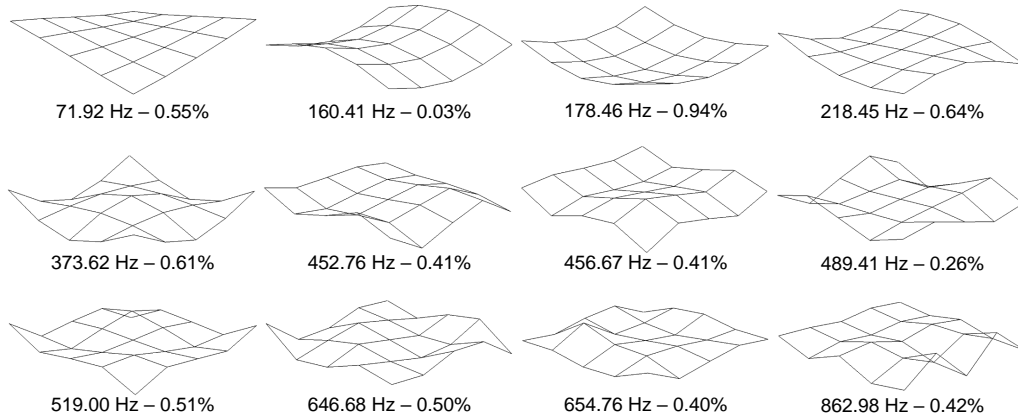 71.92 Hz – 0.55%
160.41 Hz – 0.03%
178.46 Hz – 0.94%
218.45 Hz – 0.64%
373.62 Hz – 0.61%
452.76 Hz – 0.41%
456.67 Hz – 0.41%
489.41 Hz – 0.26%
519.00 Hz – 0.51%
646.68 Hz – 0.50%
654.76 Hz – 0.40%
862.98 Hz – 0.42%